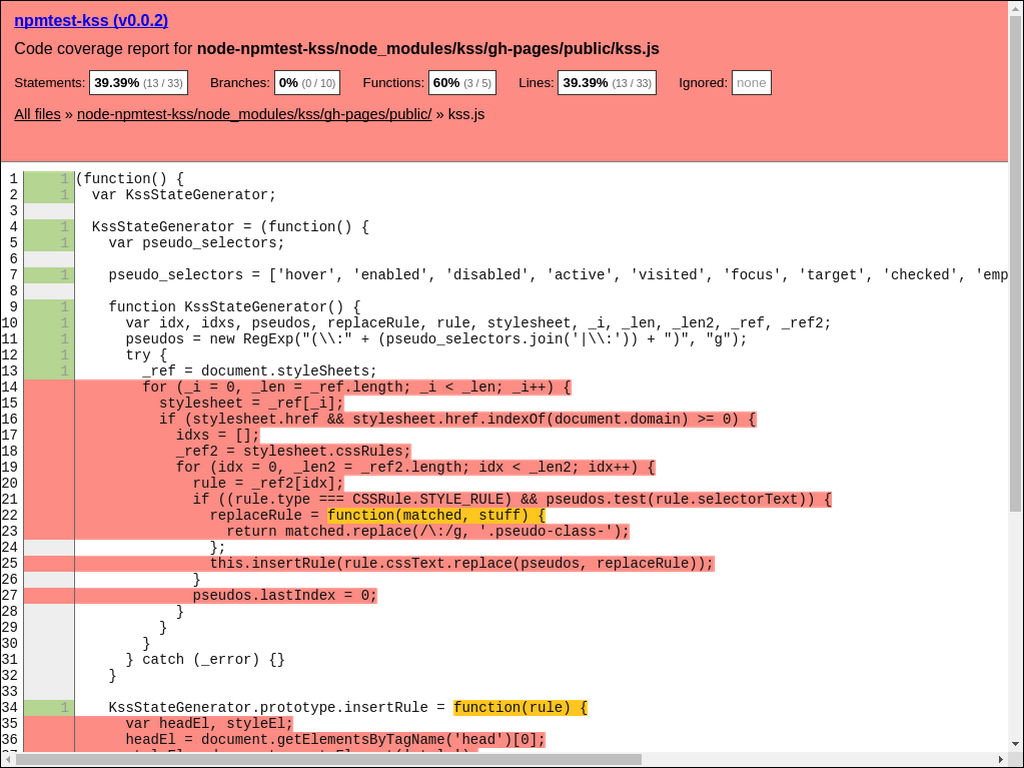 npmtest-kss (v0.0.2)
Code coverage report for node-npmtest-kss/node_modules/kss/gh-pages/public/kss.js
Statements: 39.39% (13 / 33) Branches: 0% (0 / 10) Functions: 60% (3 / 5) Lines: 39.39% (13 / 33) Ignored: none
All files » node-npmtest-kss/node_modules/kss/gh-pages/public/ » kss.js
1 1 (function() {
2 1 var KssStateGenerator;
3
4 1 KssStateGenerator = (function() {
5 1 var pseudo_selectors;
6
7 1 pseudo_selectors = ['hover', 'enabled', 'disabled', 'active', 'visited', 'focus', 'target', 'checked', 'emp
8
9 1 function KssStateGenerator() {
10 1 var idx, idxs, pseudos, replaceRule, rule, stylesheet, _i, _len, _len2, _ref, _ref2;
11 1 pseudos = new RegExp("(\\:" + (pseudo_selectors.join('|\\:')) + ")", "g");
12 1 try {
13 1 _ref = document.styleSheets;
14 for (_i = 0, _len = _ref.length; _i < _len; _i++) {
15 stylesheet = _ref[_i];
16 if (stylesheet.href && stylesheet.href.indexOf(document.domain) >= 0) {
17 idxs = [];
18 _ref2 = stylesheet.cssRules;
19 for (idx = 0, _len2 = _ref2.length; idx < _len2; idx++) {
20 rule = _ref2[idx];
21 if ((rule.type === CSSRule.STYLE_RULE) && pseudos.test(rule.selectorText)) {
22 replaceRule = function(matched, stuff) {
23 return matched.replace(/\:/g, '.pseudo-class-');
24 };
25 this.insertRule(rule.cssText.replace(pseudos, replaceRule));
26 }
27 pseudos.lastIndex = 0;
28 }
29 }
30 }
31 } catch (_error) {}
32 }
33
34 1 KssStateGenerator.prototype.insertRule = function(rule) {
35 var headEl, styleEl;
36 headEl = document.getElementsByTagName('head')[0];